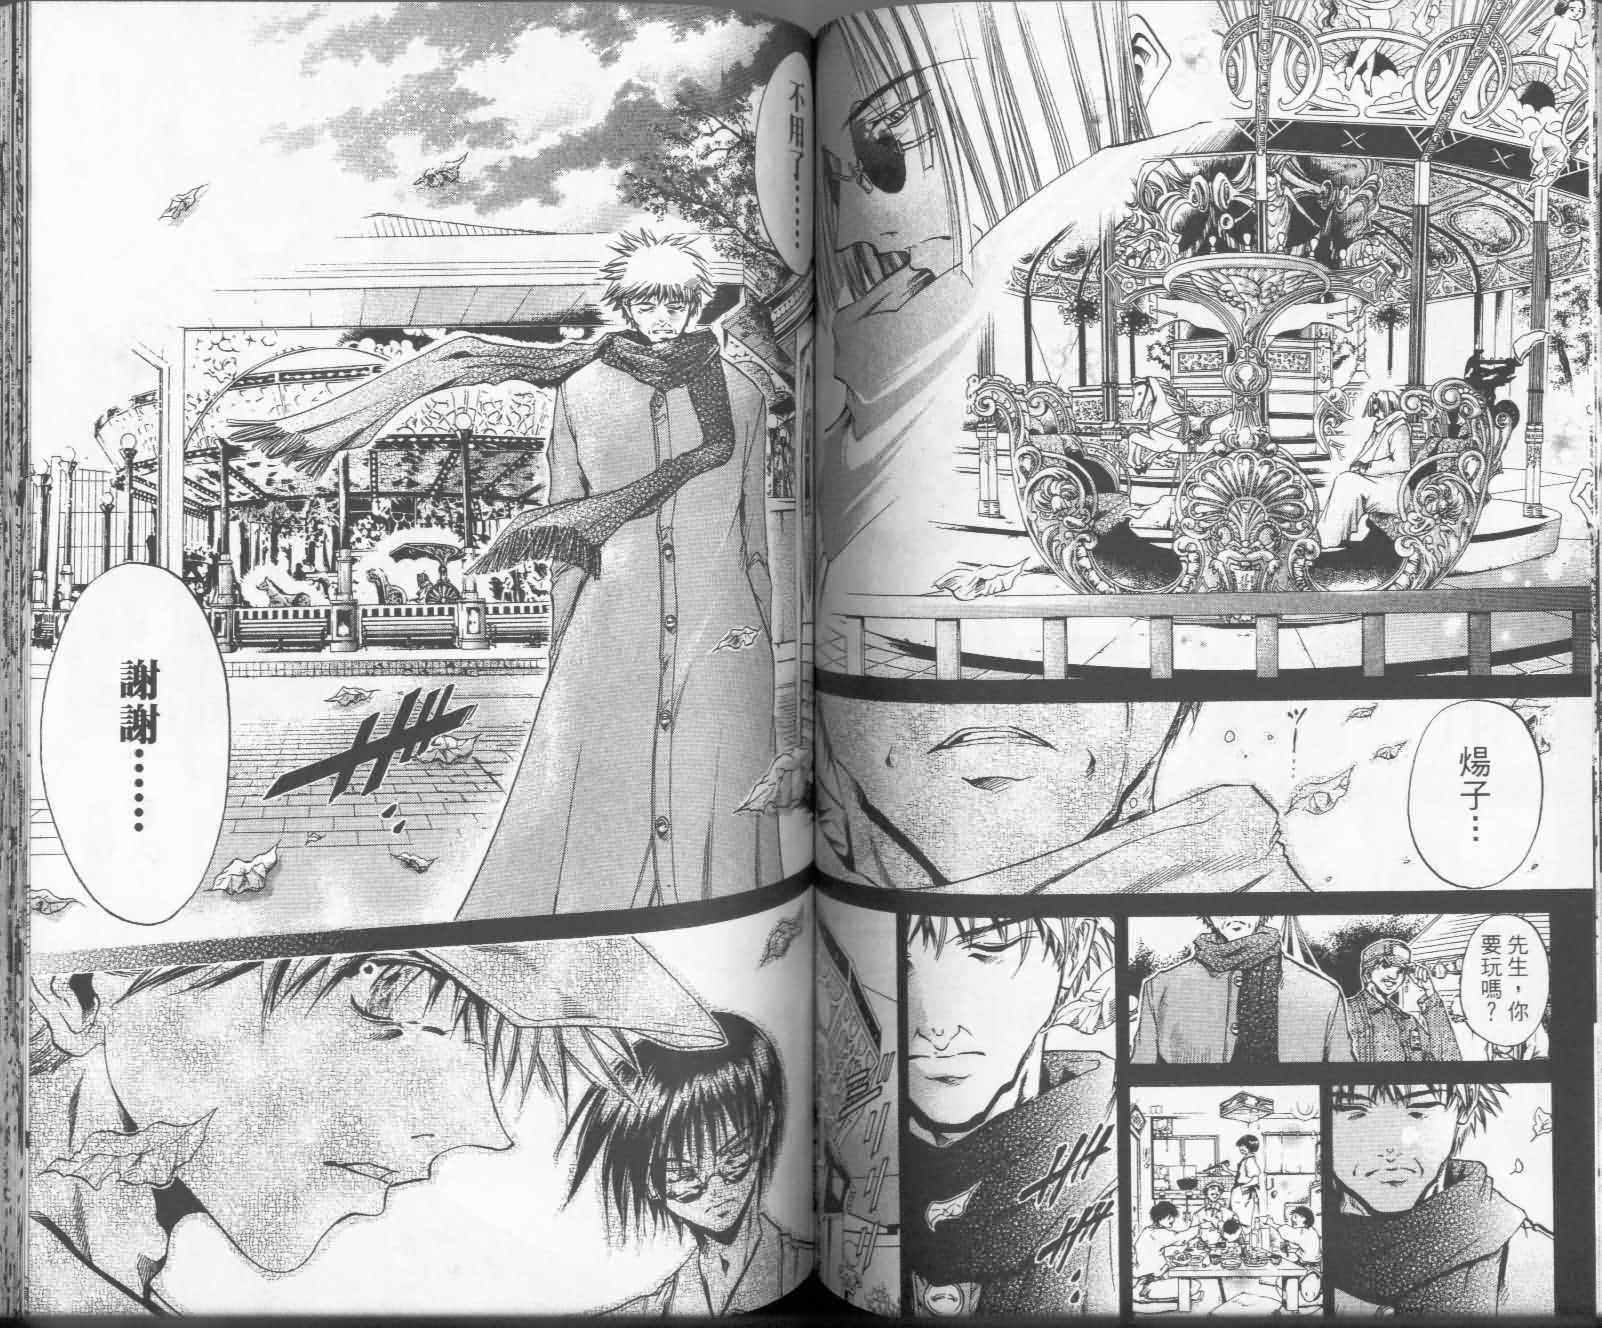 煬子…
先生，你
要玩嗎？
不用了……
謝謝……